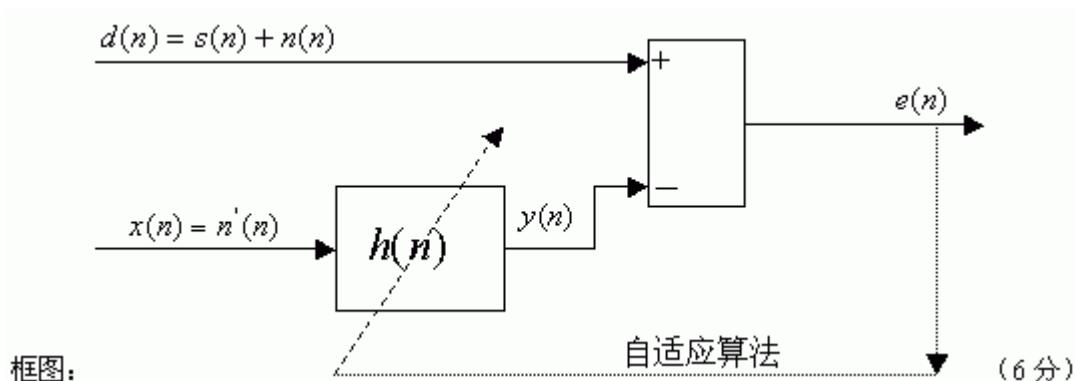 d(n) = s(n) + n(n)
+
e(n)
−
x(n) = n'(n)
h(n)
y(n)
自适应算法
框图： （6分）